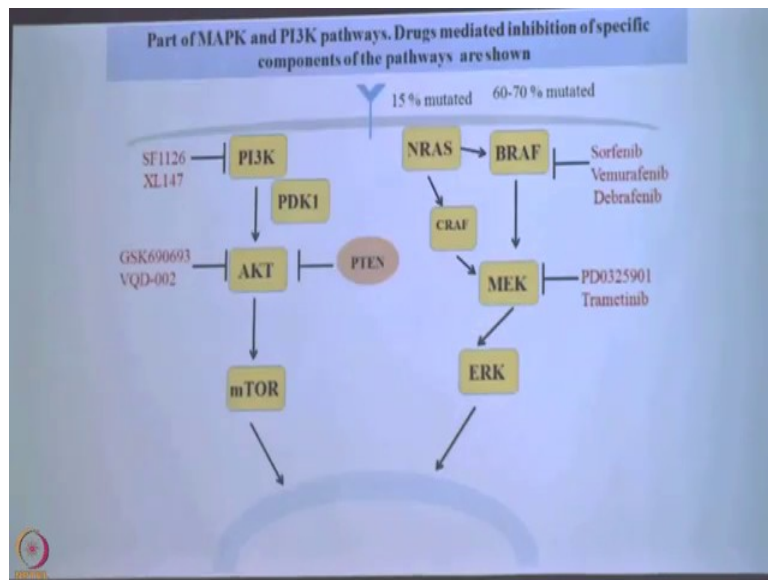 Part of MAPK and PI3K pathways. Drugs mediated inhibition of specific
components of the pathways are shown
15 % mutated
60-70 % mutated
SF1126
XL147
PI3K
PDK1
NRAS
BRAF
Sorfenib
Vemurafenib
Debrafenib
CRAF
GSK690693
VQD-002
AKT
PTEN
MEK
PD0325901
Trametinib
mTOR
ERK